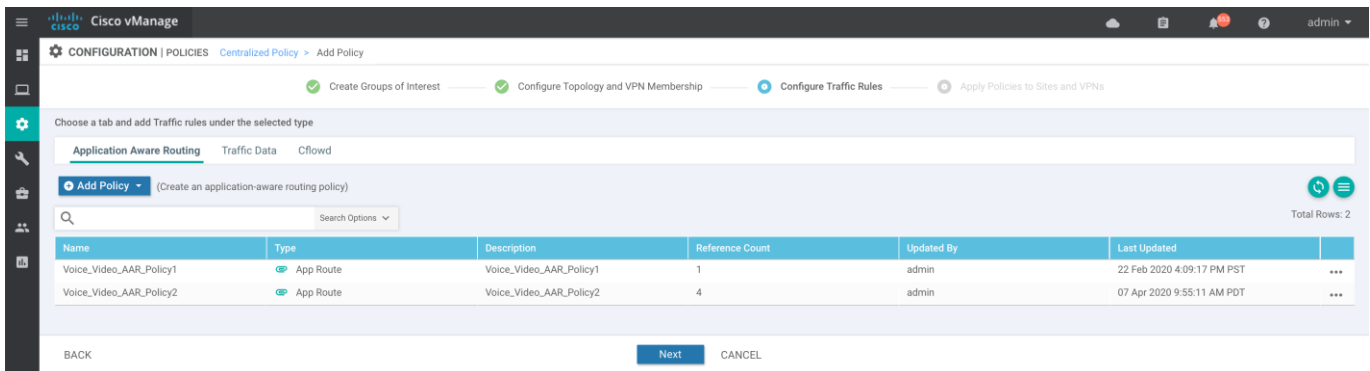 CISCO Cisco vManage 553 admin
CONFIGURATION | POLICIES Centralized Policy > Add Policy
Create Groups of Interest Configure Topology and VPN Membership Configure Traffic Rules Apply Policies to Sites and VPNs
Choose a tab and add Traffic rules under the selected type
Application Aware Routing Traffic Data Cflowd
Add Policy (Create an application-aware routing policy)
Search Options Total Rows: 2
Name Type Description Reference Count Updated By Last Updated
Voice_Video_AAR_Policy1 App Route Voice_Video_AAR_Policy1 1 admin 22 Feb 2020 4:09:17 PM PST
Voice_Video_AAR_Policy2 App Route Voice_Video_AAR_Policy2 4 admin 07 Apr 2020 9:55:11 AM PDT
BACK Next CANCEL